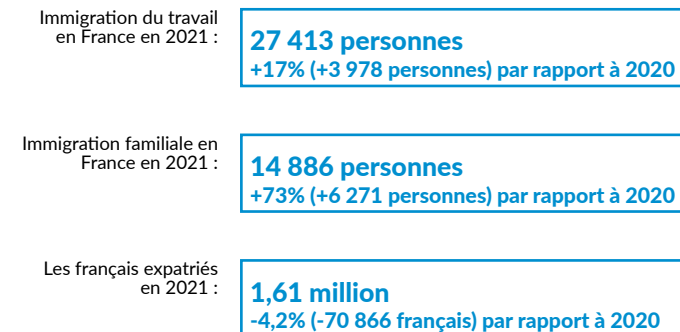 Immigration du travail
en France en 2021 :
27 413 personnes
+17% (+3 978 personnes) par rapport à 2020
Immigration familiale en
France en 2021 :
14 886 personnes
+73% (+6 271 personnes) par rapport à 2020
Les français expatriés
en 2021 :
1,61 million
-4,2% (-70 866 français) par rapport à 2020